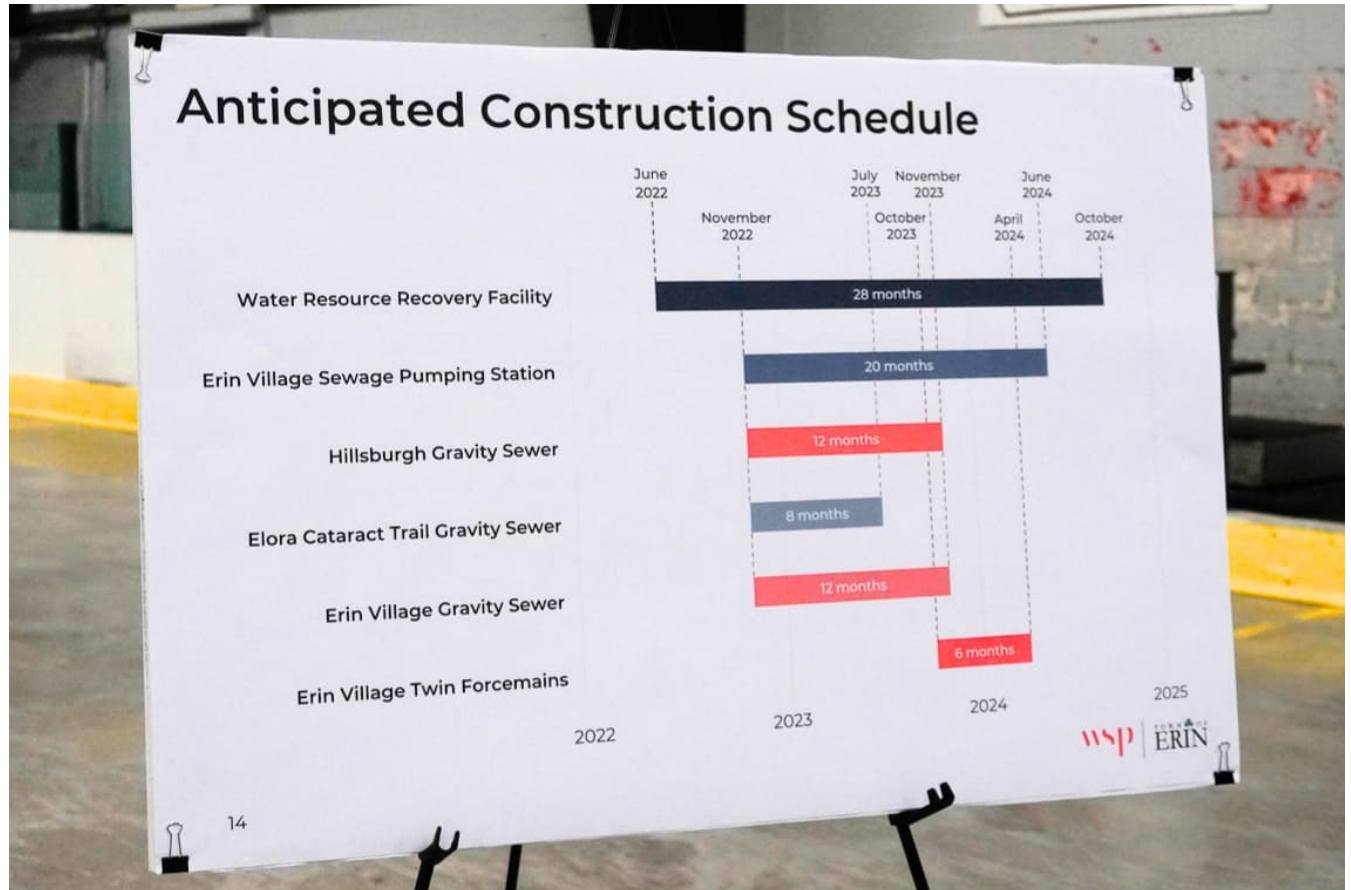 Anticipated Construction Schedule
June
2022
November
2022
July
2023
October
2023
November
2023
April
2024
June
2024
October
2024
Water Resource Recovery Facility
28 months
Erin Village Sewage Pumping Station
20 months
Hillsburgh Gravity Sewer
12 months
Elora Cataract Trail Gravity Sewer
8 months
Erin Village Gravity Sewer
12 months
Erin Village Twin Forcemains
6 months
2022
2023
2024
2025
wsp
TOWN OF
ERIN
14